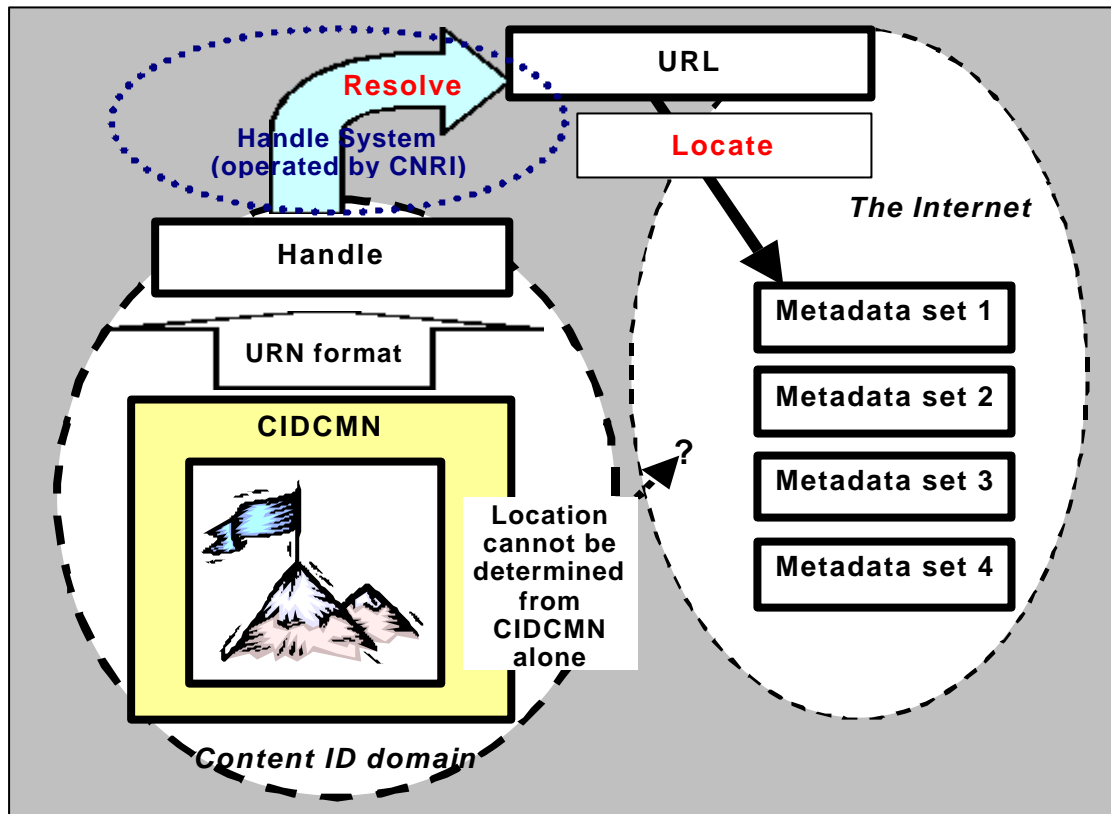 URL
Resolve
Handle System
(operated by CNRI)
Locate
The Internet
Handle
Metadata set 1
URN format
Metadata set 2
CIDCMN
?
Metadata set 3
Location
cannot be
determined
from
CIDCMN
alone
Metadata set 4
Content ID domain